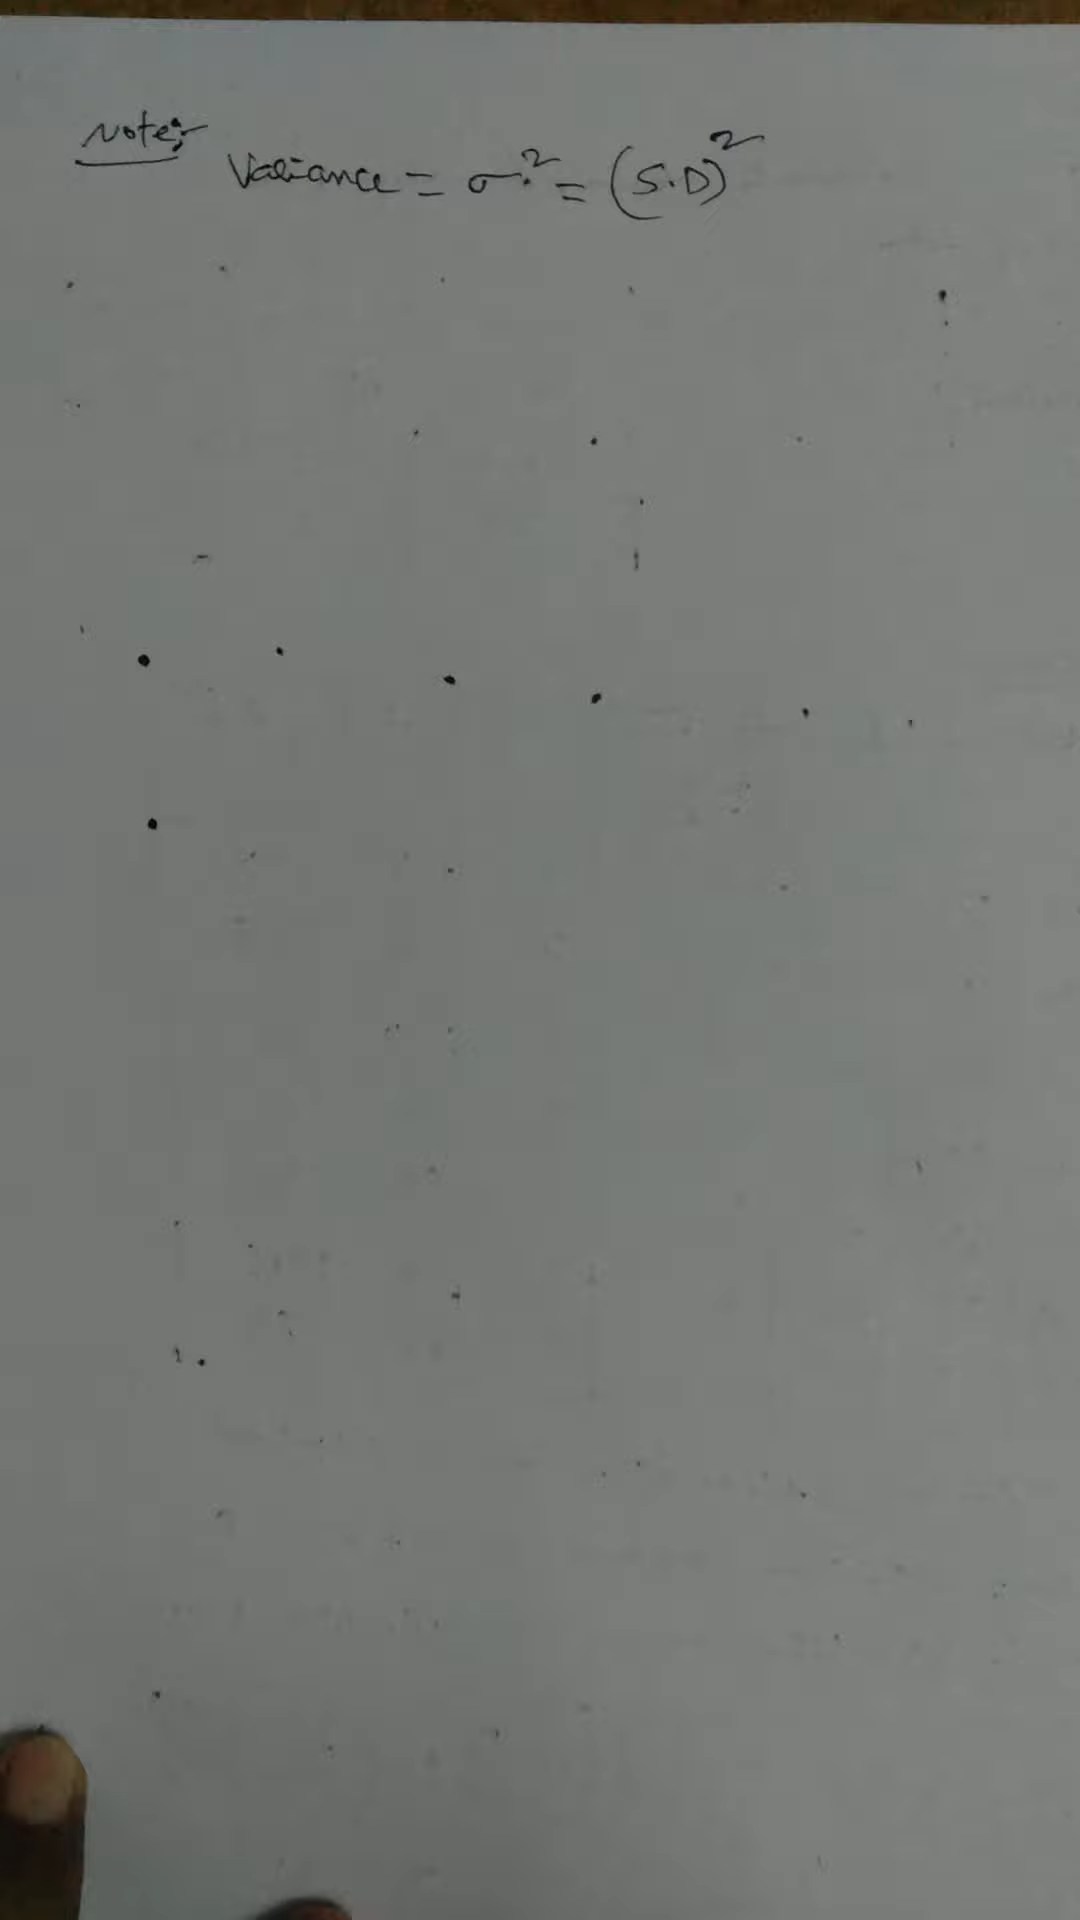 Note:-
Variance = σ² = (S.D)²